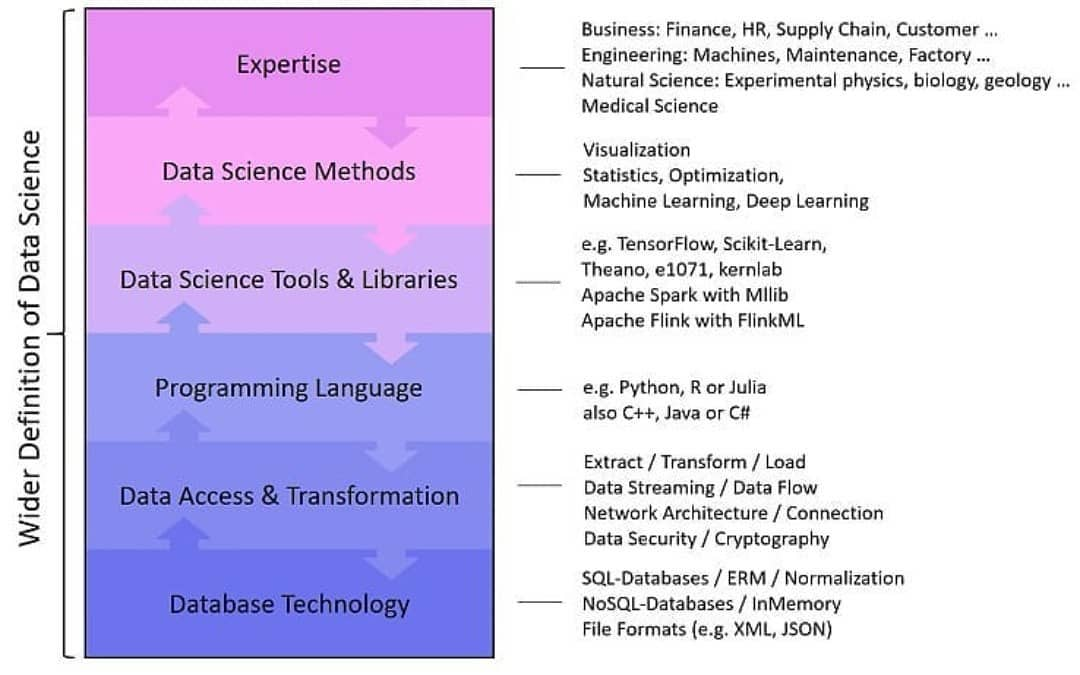 Wider Definition of Data Science
Expertise
Business: Finance, HR, Supply Chain, Customer ...
Engineering: Machines, Maintenance, Factory ...
Natural Science: Experimental physics, biology, geology ...
Medical Science
Data Science Methods
Visualization
Statistics, Optimization,
Machine Learning, Deep Learning
Data Science Tools & Libraries
e.g. TensorFlow, Scikit-Learn,
Theano, e1071, kernlab
Apache Spark with Mllib
Apache Flink with FlinkML
Programming Language
e.g. Python, R or Julia
also C++, Java or C#
Data Access & Transformation
Extract / Transform / Load
Data Streaming / Data Flow
Network Architecture / Connection
Data Security / Cryptography
Database Technology
SQL-Databases / ERM / Normalization
NoSQL-Databases / InMemory
File Formats (e.g. XML, JSON)